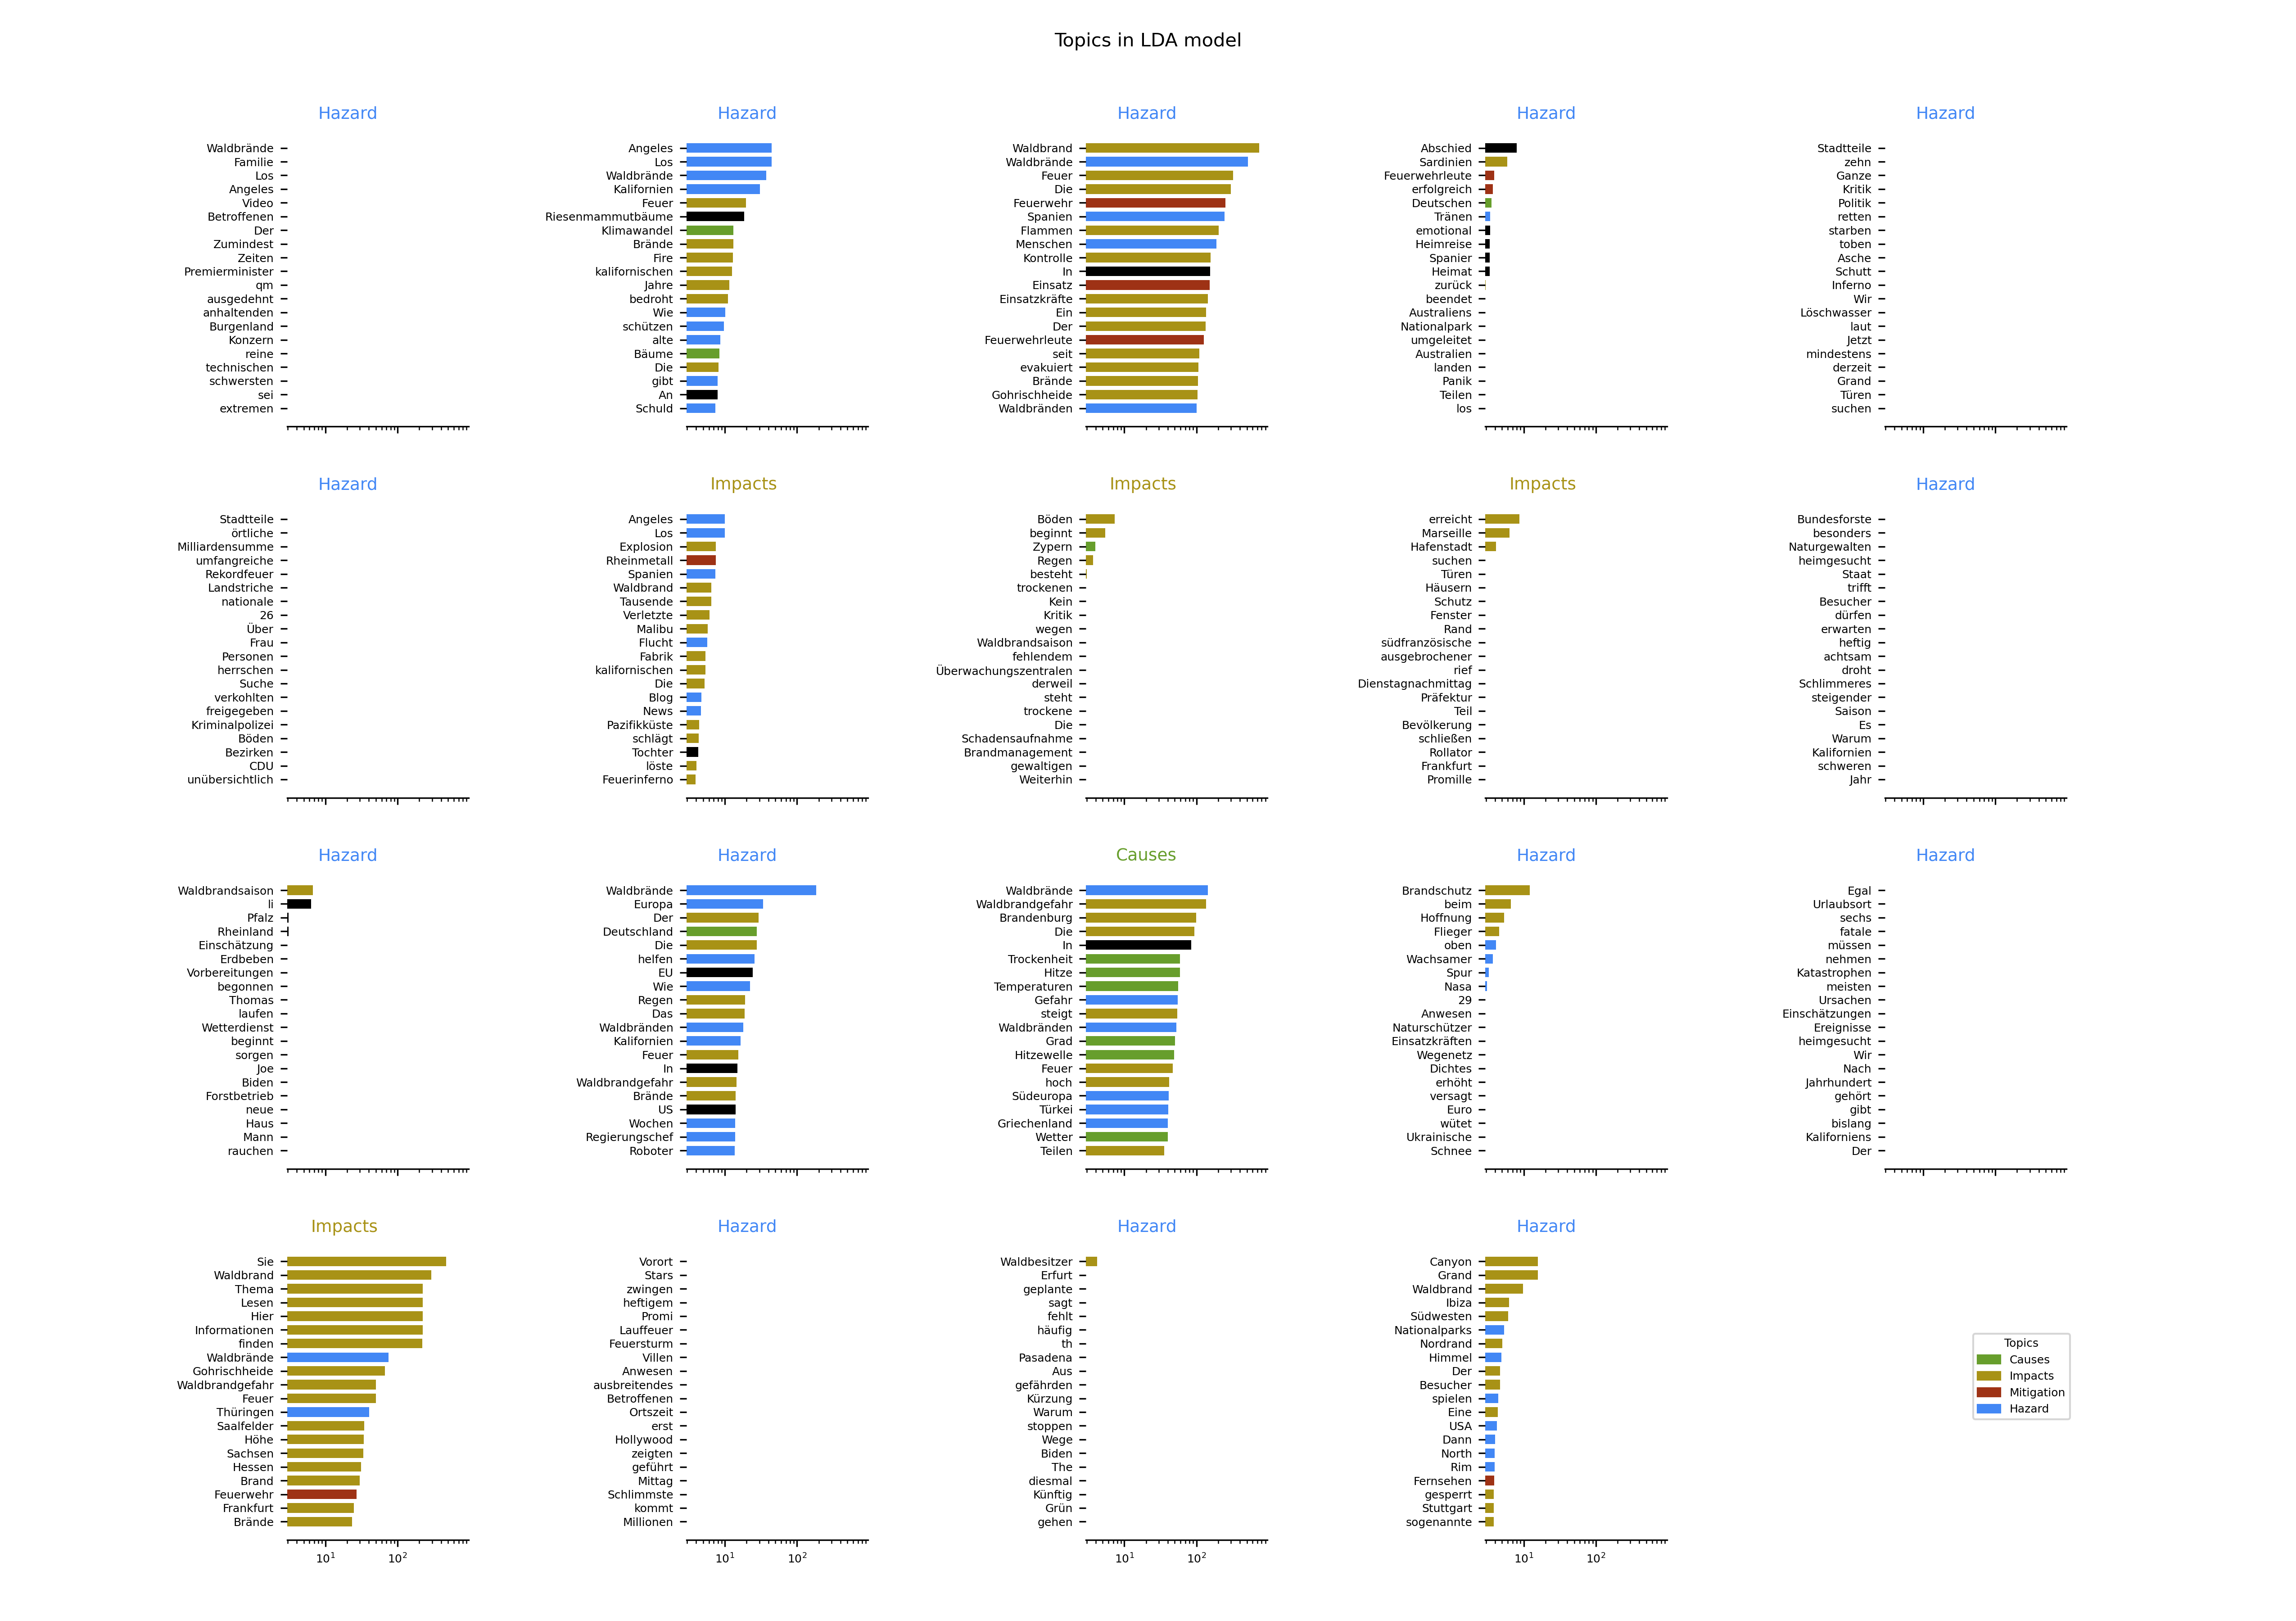 Topics in LDA model
Hazard
Waldbrände
Familie
Los
Angeles
Video
Betroffenen
Der
Zumindest
Zeiten
Premierminister
qm
ausgedehnt
anhaltenden
Burgenland
Konzern
reine
technischen
schwersten
sei
extremen
Hazard
Angeles
Los
Waldbrände
Kalifornien
Feuer
Riesenmammutbäume
Klimawandel
Brände
Fire
kalifornischen
Jahre
bedroht
Wie
schützen
alte
Bäume
Die
gibt
An
Schuld
Hazard
Waldbrand
Waldbrände
Feuer
Die
Feuerwehr
Spanien
Flammen
Menschen
Kontrolle
In
Einsatz
Einsatzkräfte
Ein
Der
Feuerwehrleute
seit
evakuiert
Brände
Gohrischheide
Waldbränden
Hazard
Abschied
Sardinien
Feuerwehrleute
erfolgreich
Deutschen
Tränen
emotional
Heimreise
Spanier
Heimat
zurück
beendet
Australiens
Nationalpark
umgeleitet
Australien
landen
Panik
Teilen
los
Hazard
Stadtteile
zehn
Ganze
Kritik
Politik
retten
starben
toben
Asche
Schutt
Inferno
Wir
Löschwasser
laut
Jetzt
mindestens
derzeit
Grand
Türen
suchen
Hazard
Stadtteile
örtliche
Milliardensumme
umfangreiche
Rekordfeuer
Landstriche
nationale
26
Über
Frau
Personen
herrschen
Suche
verkohlten
freigegeben
Kriminalpolizei
Böden
Bezirken
CDU
unübersichtlich
Impacts
Angeles
Los
Explosion
Rheinmetall
Spanien
Waldbrand
Tausende
Verletzte
Malibu
Flucht
Fabrik
kalifornischen
Die
Blog
News
Pazifikküste
schlägt
Tochter
löste
Feuerinferno
Impacts
Böden
beginnt
Zypern
Regen
besteht
trockenen
Kein
Kritik
wegen
Waldbrandsaison
fehlendem
Überwachungszentralen
derweil
steht
trockene
Die
Schadensaufnahme
Brandmanagement
gewaltigen
Weiterhin
Impacts
erreicht
Marseille
Hafenstadt
suchen
Türen
Häusern
Schutz
Fenster
Rand
südfranzösische
ausgebrochener
rief
Dienstagnachmittag
Präfektur
Teil
Bevölkerung
schließen
Rollator
Frankfurt
Promille
Hazard
Bundesforste
besonders
Naturgewalten
heimgesucht
Staat
trifft
Besucher
dürfen
erwarten
heftig
achtsam
droht
Schlimmeres
steigender
Saison
Es
Warum
Kalifornien
schweren
Jahr
Hazard
Waldbrandsaison
li
Pfalz
Rheinland
Einschätzung
Erdbeben
Vorbereitungen
begonnen
Thomas
laufen
Wetterdienst
beginnt
sorgen
Joe
Biden
Forstbetrieb
neue
Haus
Mann
rauchen
Hazard
Waldbrände
Europa
Der
Deutschland
Die
helfen
EU
Wie
Regen
Das
Waldbränden
Kalifornien
Feuer
In
Waldbrandgefahr
Brände
US
Wochen
Regierungschef
Roboter
Causes
Waldbrände
Waldbrandgefahr
Brandenburg
Die
In
Trockenheit
Hitze
Temperaturen
Gefahr
steigt
Waldbränden
Grad
Hitzewelle
Feuer
hoch
Südeuropa
Türkei
Griechenland
Wetter
Teilen
Hazard
Brandschutz
beim
Hoffnung
Flieger
oben
Wachsamer
Spur
Nasa
29
Anwesen
Naturschützer
Einsatzkräften
Wegenetz
Dichtes
erhöht
versagt
Euro
wütet
Ukrainische
Schnee
Hazard
Egal
Urlaubsort
sechs
fatale
müssen
nehmen
Katastrophen
meisten
Ursachen
Einschätzungen
Ereignisse
heimgesucht
Wir
Nach
Jahrhundert
gehört
gibt
bislang
Kaliforniens
Der
Impacts
Sie
Waldbrand
Thema
Lesen
Hier
Informationen
finden
Waldbrände
Gohrischheide
Waldbrandgefahr
Feuer
Thüringen
Saalfelder
Höhe
Sachsen
Hessen
Brand
Feuerwehr
Frankfurt
Brände
10¹ 10²
Hazard
Vorort
Stars
zwingen
heftigem
Promi
Lauffeuer
Feuersturm
Villen
Anwesen
ausbreitendes
Betroffenen
Ortszeit
erst
Hollywood
zeigten
geführt
Mittag
Schlimmste
kommt
Millionen
10¹ 10²
Hazard
Waldbesitzer
Erfurt
geplante
sagt
fehlt
häufig
th
Pasadena
Aus
gefährden
Kürzung
Warum
stoppen
Wege
Biden
The
diesmal
Künftig
Grün
gehen
10¹ 10²
Hazard
Canyon
Grand
Waldbrand
Ibiza
Südwesten
Nationalparks
Nordrand
Himmel
Der
Besucher
spielen
Eine
USA
Dann
North
Rim
Fernsehen
gesperrt
Stuttgart
sogenannte
10¹ 10²
Topics
Causes
Impacts
Mitigation
Hazard